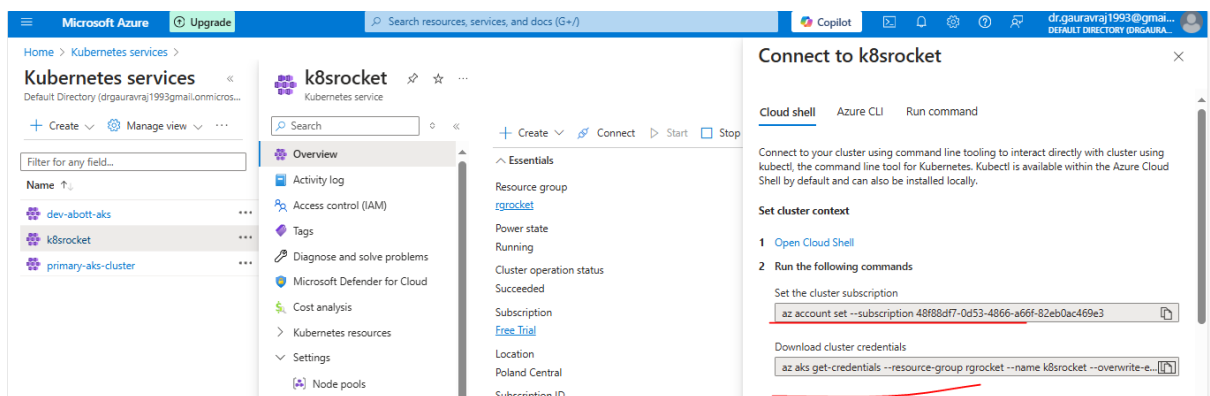 Microsoft Azure
Upgrade
Search resources, services, and docs (G+/)
Copilot
dr.gauravraj1993@gmai...
DEFAULT DIRECTORY (DRGAURA...
Home > Kubernetes services >
Kubernetes services
Default Directory (drgauravraj1993gmail.onmicros...
+ Create
Manage view
...
Filter for any field...
Name ↑↓
dev-abott-aks ...
k8srocket ...
primary-aks-cluster ...
k8srocket
...
Kubernetes service
Search
Overview
Activity log
Access control (IAM)
Tags
Diagnose and solve problems
Microsoft Defender for Cloud
Cost analysis
> Kubernetes resources
Settings
Node pools
+ Create
Connect
Start
Stop
Essentials
Resource group
rgrocket
Power state
Running
Cluster operation status
Succeeded
Subscription
Free Trial
Location
Poland Central
Subscription ID
Connect to k8srocket
Cloud shell Azure CLI Run command
Connect to your cluster using command line tooling to interact directly with cluster using
kubectl, the command line tool for Kubernetes. Kubectl is available within the Azure Cloud
Shell by default and can also be installed locally.
Set cluster context
1 Open Cloud Shell
2 Run the following commands
Set the cluster subscription
az account set --subscription 48f88df7-0d53-4866-a66f-82eb0ac469e3
Download cluster credentials
az aks get-credentials --resource-group rgrocket --name k8srocket --overwrite-e...